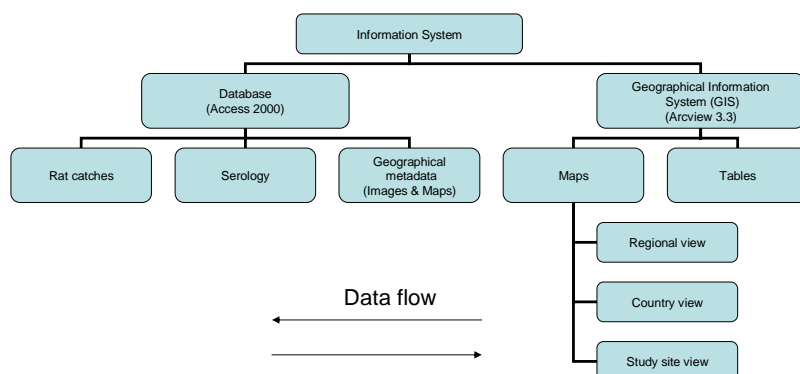 Information System
Database
(Access 2000)
Geographical Information
System (GIS)
(Arcview 3.3)
Rat catches
Serology
Geographical
metadata
(Images & Maps)
Maps
Tables
Regional view
Country view
Study site view
Data flow